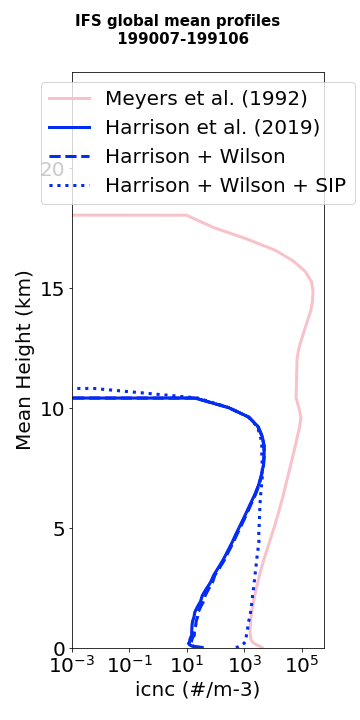 IFS global mean profiles
199007-199106
Meyers et al. (1992)
Harrison et al. (2019)
Harrison + Wilson
Harrison + Wilson + SIP
Mean Height (km)
20
15
10
5
0
10⁻³ 10⁻¹ 10¹ 10³ 10⁵
icnc (#/m-3)